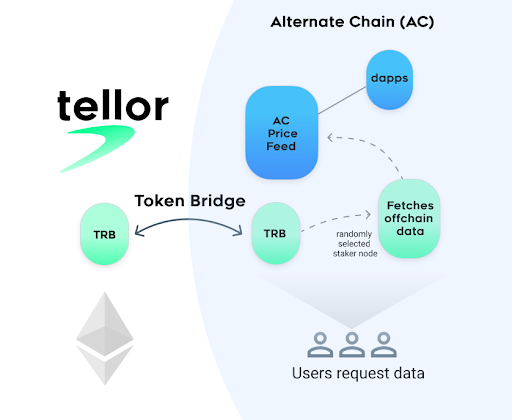 Alternate Chain (AC)
dapps
tellor
AC
Price
Feed
Token Bridge
Fetches
offchain
data
TRB
TRB
randomly
selected
staker node
Users request data